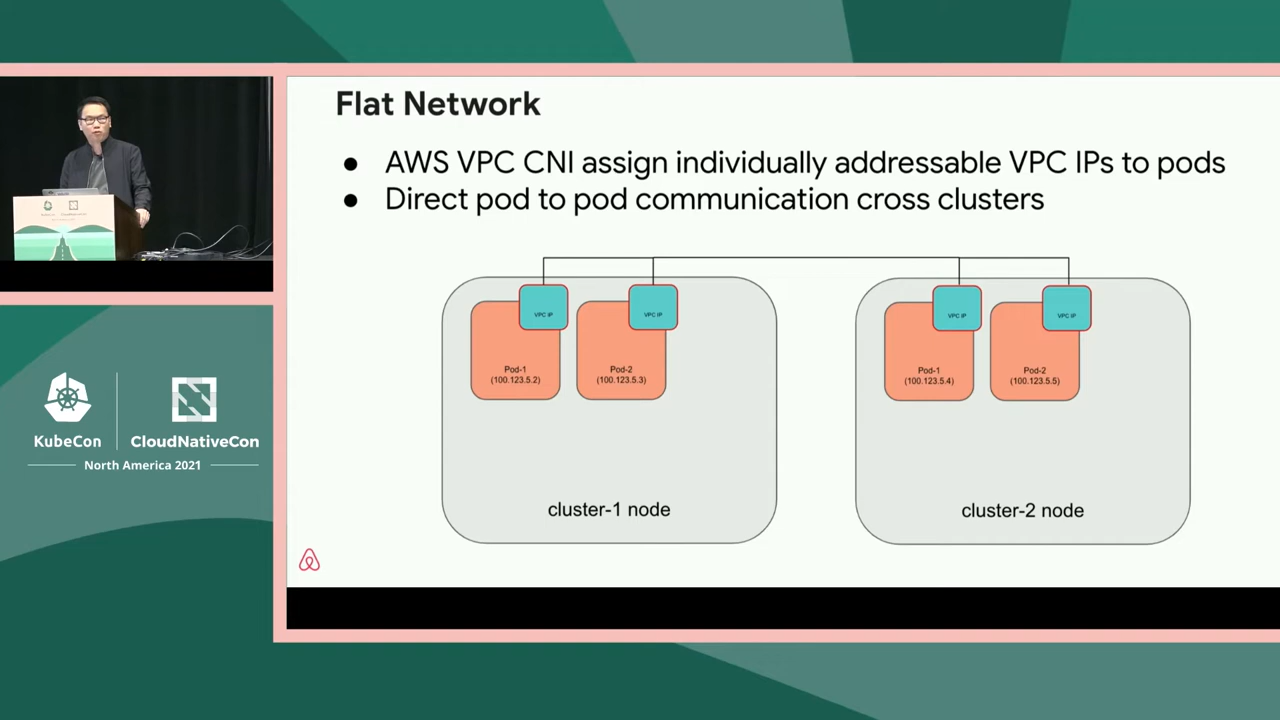 Flat Network
● AWS VPC CNI assign individually addressable VPC IPs to pods
● Direct pod to pod communication cross clusters
VPC IP
VPC IP
VPC IP
VPC IP
Pod-1
(100.123.5.2)
Pod-2
(100.123.5.3)
Pod-1
(100.123.5.4)
Pod-2
(100.123.5.5)
cluster-1 node
cluster-2 node
KubeCon
CloudNativeCon
North America 2021